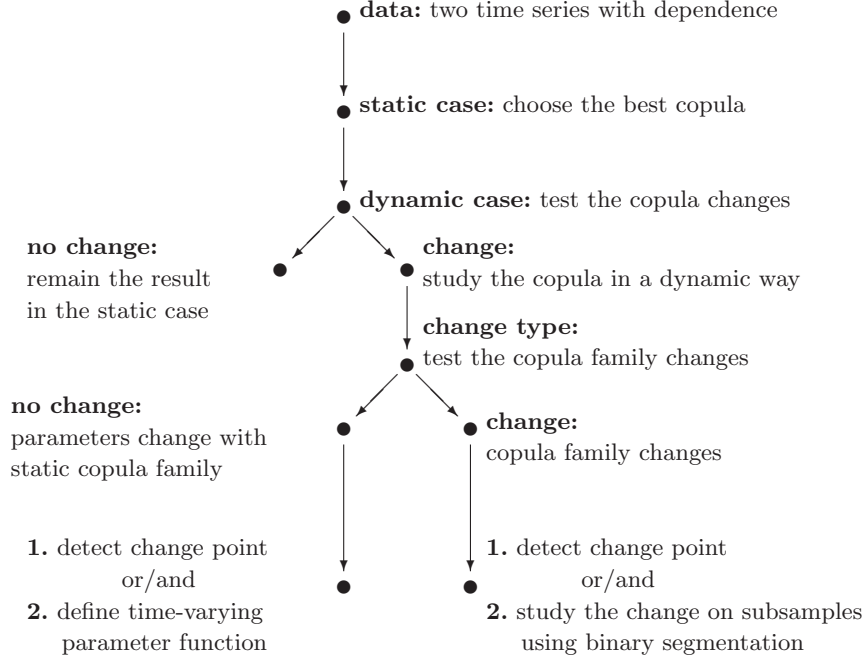 data: two time series with dependence
static case: choose the best copula
dynamic case: test the copula changes
no change:
remain the result
in the static case
change:
study the copula in a dynamic way
change type:
test the copula family changes
no change:
parameters change with
static copula family
change:
copula family changes
1. detect change point
or/and
2. define time-varying
parameter function
1. detect change point
or/and
2. study the change on subsamples
using binary segmentation